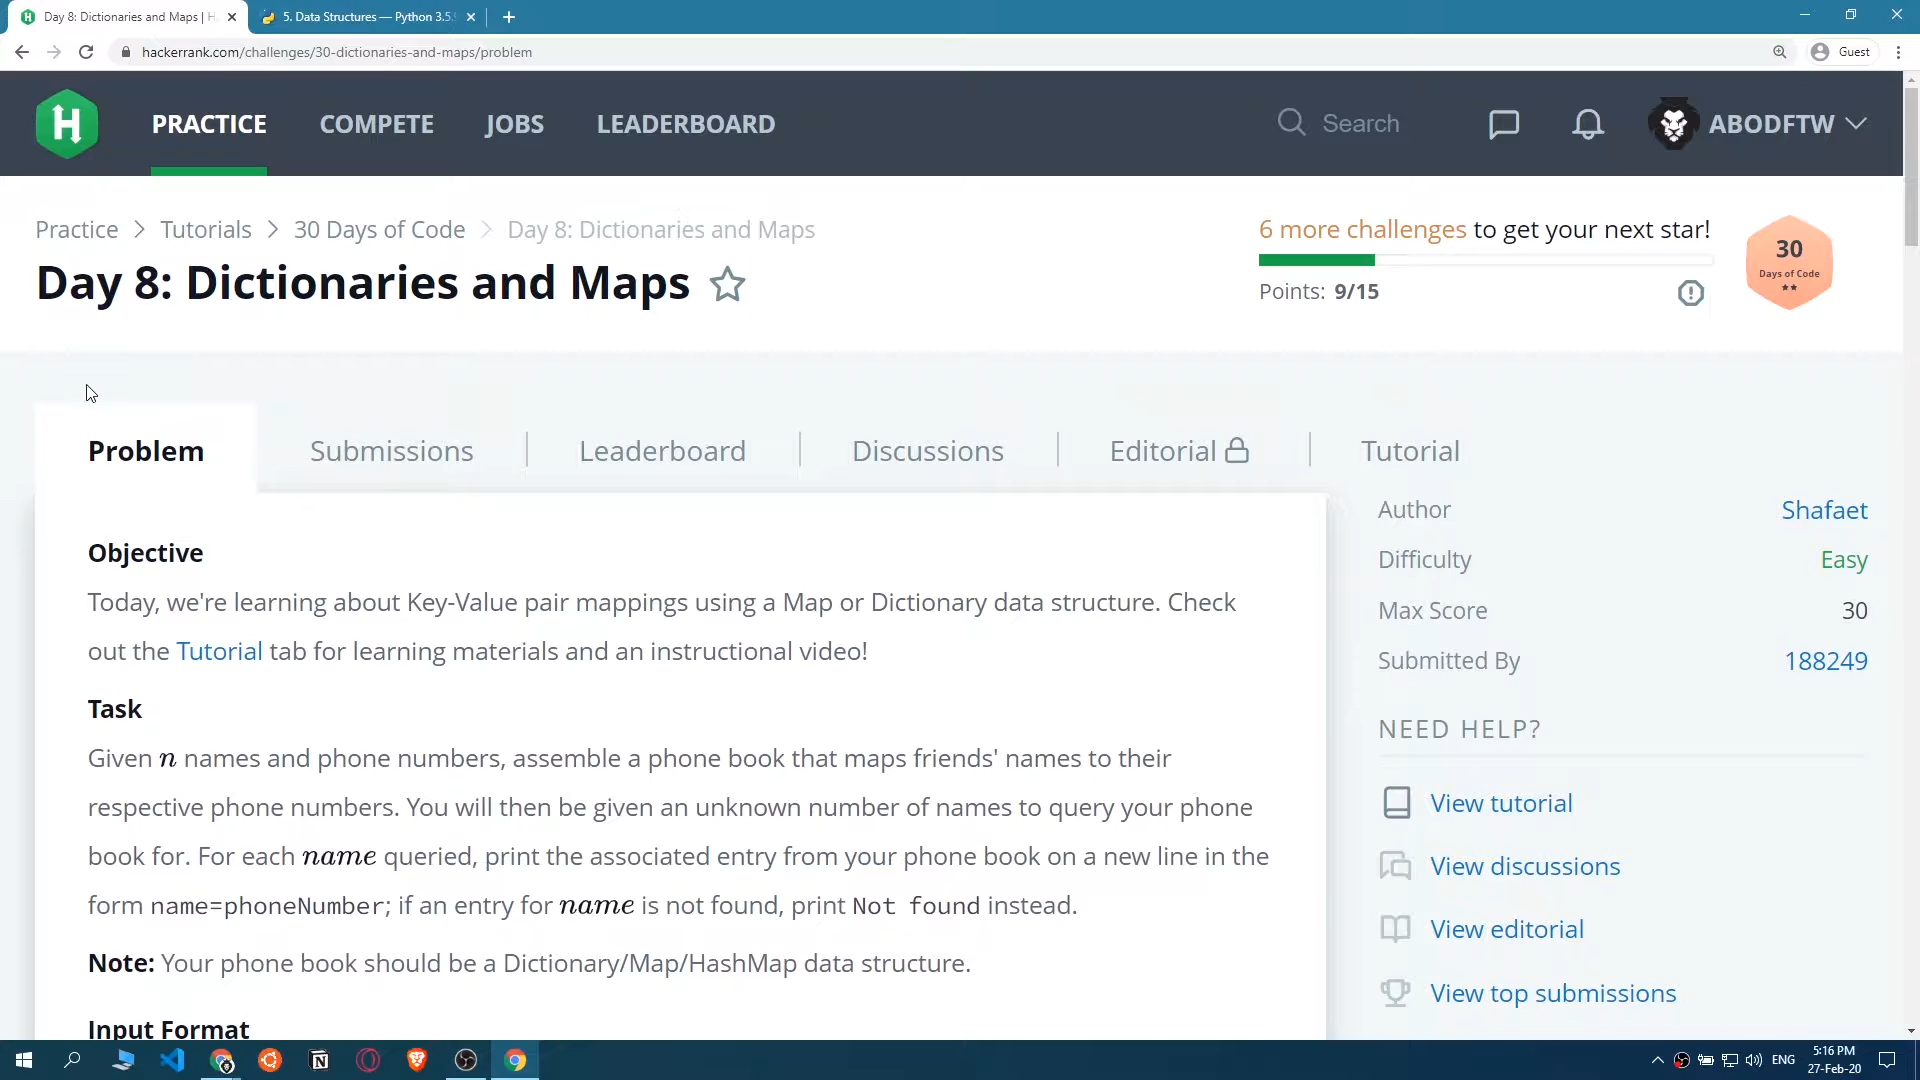 Day 8: Dictionaries and Maps | H
5. Data Structures — Python 3.5.
hackerrank.com/challenges/30-dictionaries-and-maps/problem
Guest
H
PRACTICE
COMPETE
JOBS
LEADERBOARD
Search
ABODFTW
Practice > Tutorials > 30 Days of Code > Day 8: Dictionaries and Maps
Day 8: Dictionaries and Maps
6 more challenges to get your next star!
Points: 9/15
30
Days of Code
Problem
Submissions
Leaderboard
Discussions
Editorial
Tutorial
Objective
Today, we're learning about Key-Value pair mappings using a Map or Dictionary data structure. Check
out the Tutorial tab for learning materials and an instructional video!
Task
Given n names and phone numbers, assemble a phone book that maps friends' names to their
respective phone numbers. You will then be given an unknown number of names to query your phone
book for. For each name queried, print the associated entry from your phone book on a new line in the
form name=phoneNumber; if an entry for name is not found, print Not found instead.
Note: Your phone book should be a Dictionary/Map/HashMap data structure.
Input Format
Author Shafaet
Difficulty Easy
Max Score 30
Submitted By 188249
NEED HELP?
View tutorial
View discussions
View editorial
View top submissions
ENG
5:16 PM
27-Feb-20